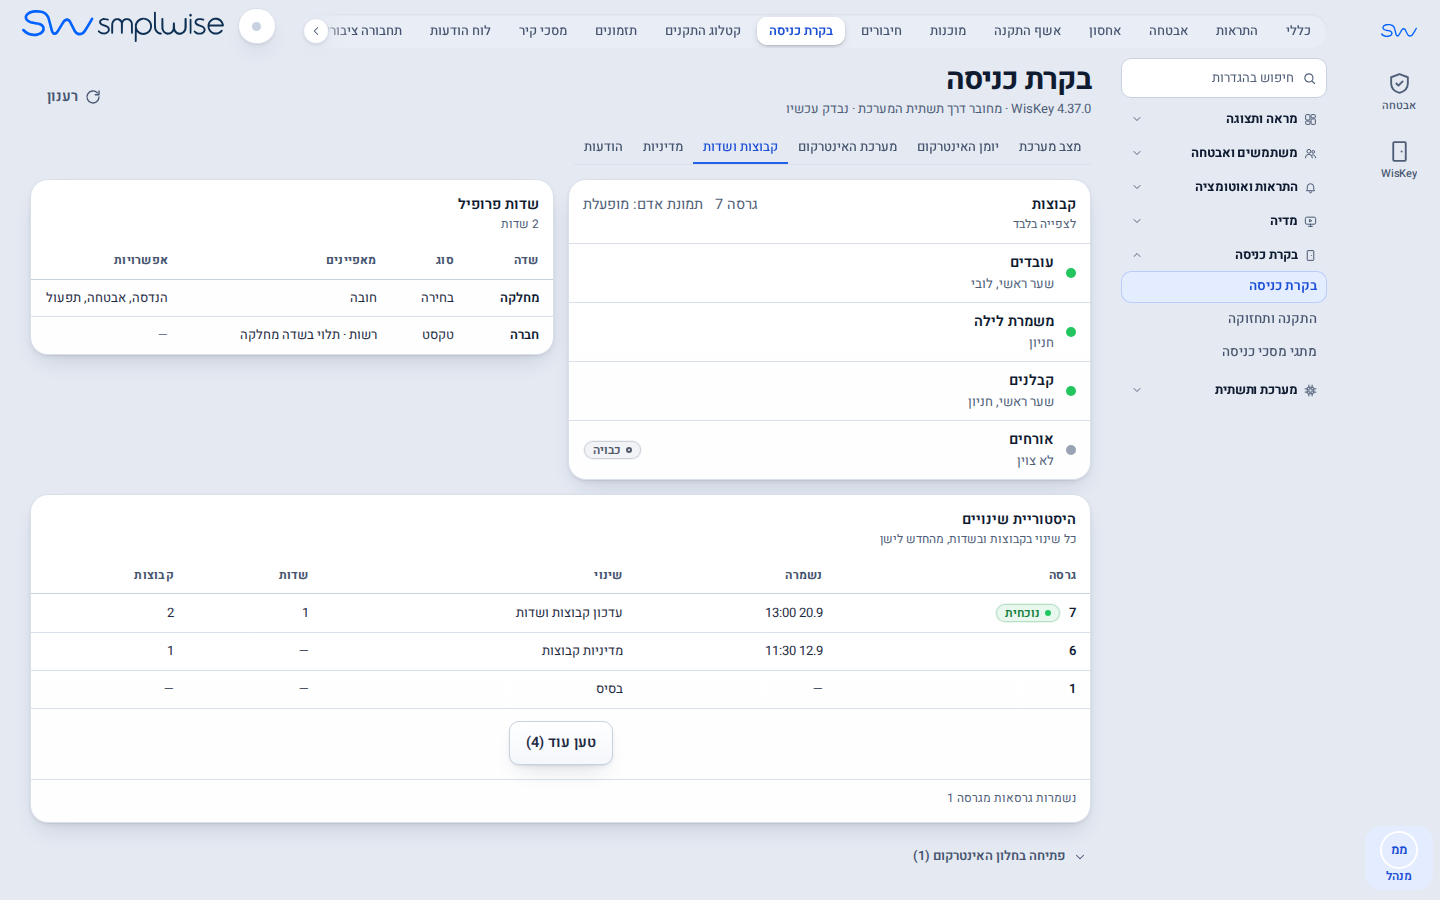 smplwise
כללי
התראות
אבטחה
אחסון
אשף התקנה
מוכנות
חיבורים
בקרת כניסה
קטלוג התקנים
תזמונים
מסכי קיר
לוח הודעות
תחבורה ציבור
אבטחה
WisKey
חיפוש בהגדרות
מראה ותצוגה
משתמשים ואבטחה
התראות ואוטומציה
מדיה
בקרת כניסה
בקרת כניסה
התקנה ותחזוקה
מתגי מסכי כניסה
מערכת ותשתית
בקרת כניסה
WisKey 4.37.0 · מחובר דרך תשתית המערכת · נבדק עכשיו
רענון
מצב מערכת
יומן האינטרקום
מערכת האינטרקום
קבוצות ושדות
מדיניות
הודעות
קבוצות
לצפייה בלבד
גרסה 7 תמונת אדם: מופעלת
עובדים
שער ראשי, לובי
משמרת לילה
חניון
קבלנים
שער ראשי, חניון
אורחים
לא צוין
כבויה
שדות פרופיל
2 שדות
שדה סוג מאפיינים אפשרויות
מחלקה בחירה חובה הנדסה, אבטחה, תפעול
חברה טקסט רשות · תלוי בשדה מחלקה —
היסטוריית שינויים
כל שינוי בקבוצות ובשדות, מהחדש לישן
גרסה נשמרה שינוי שדות קבוצות
7 נוכחית 20.9 13:00 עדכון קבוצות ושדות 1 2
6 12.9 11:30 מדיניות קבוצות — 1
1 — בסיס — —
טען עוד (4)
נשמרות גרסאות מגרסה 1
פתיחה בחלון האינטרקום (1)
ממ
מנהל